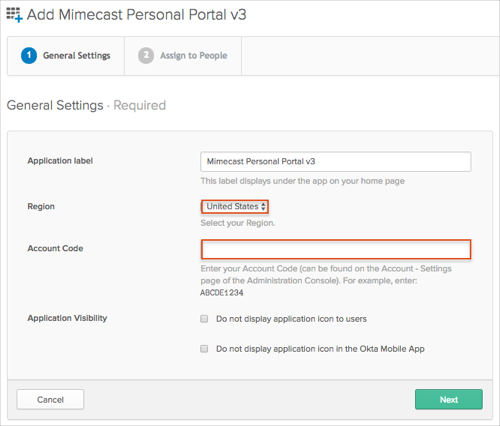 Add Mimecast Personal Portal v3
1 General Settings
2 Assign to People
General Settings · Required
Application label
Mimecast Personal Portal v3
This label displays under the app on your home page
Region
United States
Select your Region.
Account Code
Enter your Account Code (can be found on the Account - Settings
page of the Administration Console). For example, enter:
ABCDE1234
Application Visibility
Do not display application icon to users
Do not display application icon in the Okta Mobile App
Cancel
Next